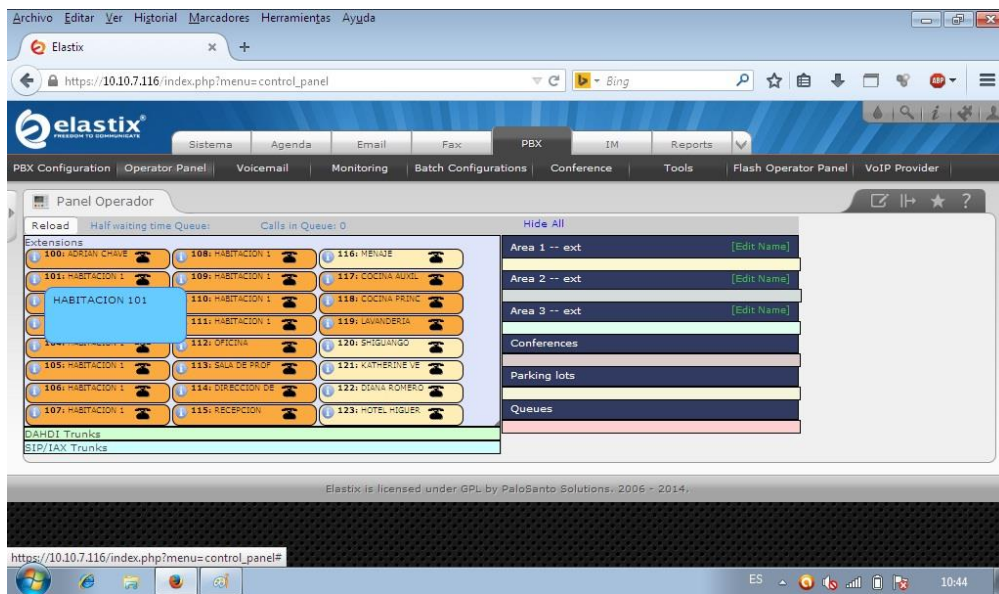 Archivo Editar Ver Historial Marcadores Herramientas Ayuda
Elastix
https://10.10.7.116/index.php?menu=control_panel
Bing
ABP
elastix®
FREEDOM TO COMMUNICATE
Sistema Agenda Email Fax PBX IM Reports
PBX Configuration Operator Panel Voicemail Monitoring Batch Configurations Conference Tools Flash Operator Panel VoIP Provider
Panel Operador
Reload Half waiting time Queue: Calls in Queue: 0 Hide All
Extensions
100: ADRIAN CHAVE 108: HABITACION 1 116: MENAJE
101: HABITACION 1 109: HABITACION 1 117: COCINA AUXIL
HABITACION 101
110: HABITACION 1 118: COCINA PRINC
111: HABITACION 1 119: LAVANDERIA
112: OFICINA 120: SHIGUANGO
105: HABITACION 1 113: SALA DE PROF 121: KATHERINE VE
106: HABITACION 1 114: DIRECCION DE 122: DIANA ROMERO
107: HABITACION 1 115: RECEPCION 123: HOTEL HIGUER
DAHDI Trunks
SIP/IAX Trunks
Area 1 -- ext [Edit Name]
Area 2 -- ext [Edit Name]
Area 3 -- ext [Edit Name]
Conferences
Parking lots
Queues
Elastix is licensed under GPL by PaloSanto Solutions. 2006 - 2014.
https://10.10.7.116/index.php?menu=control_panel#
ES 10:44